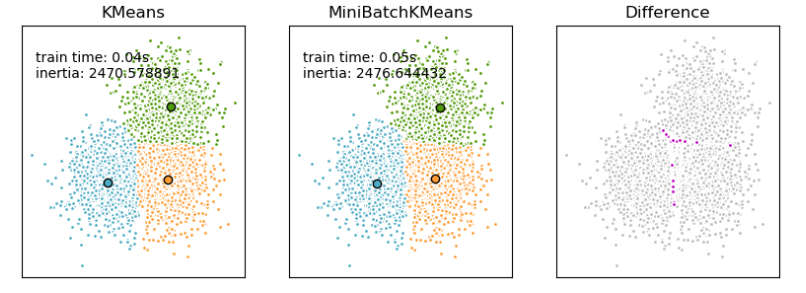 KMeans
train time: 0.04s
inertia: 2470.578891
MiniBatchKMeans
train time: 0.05s
inertia: 2476.644432
Difference